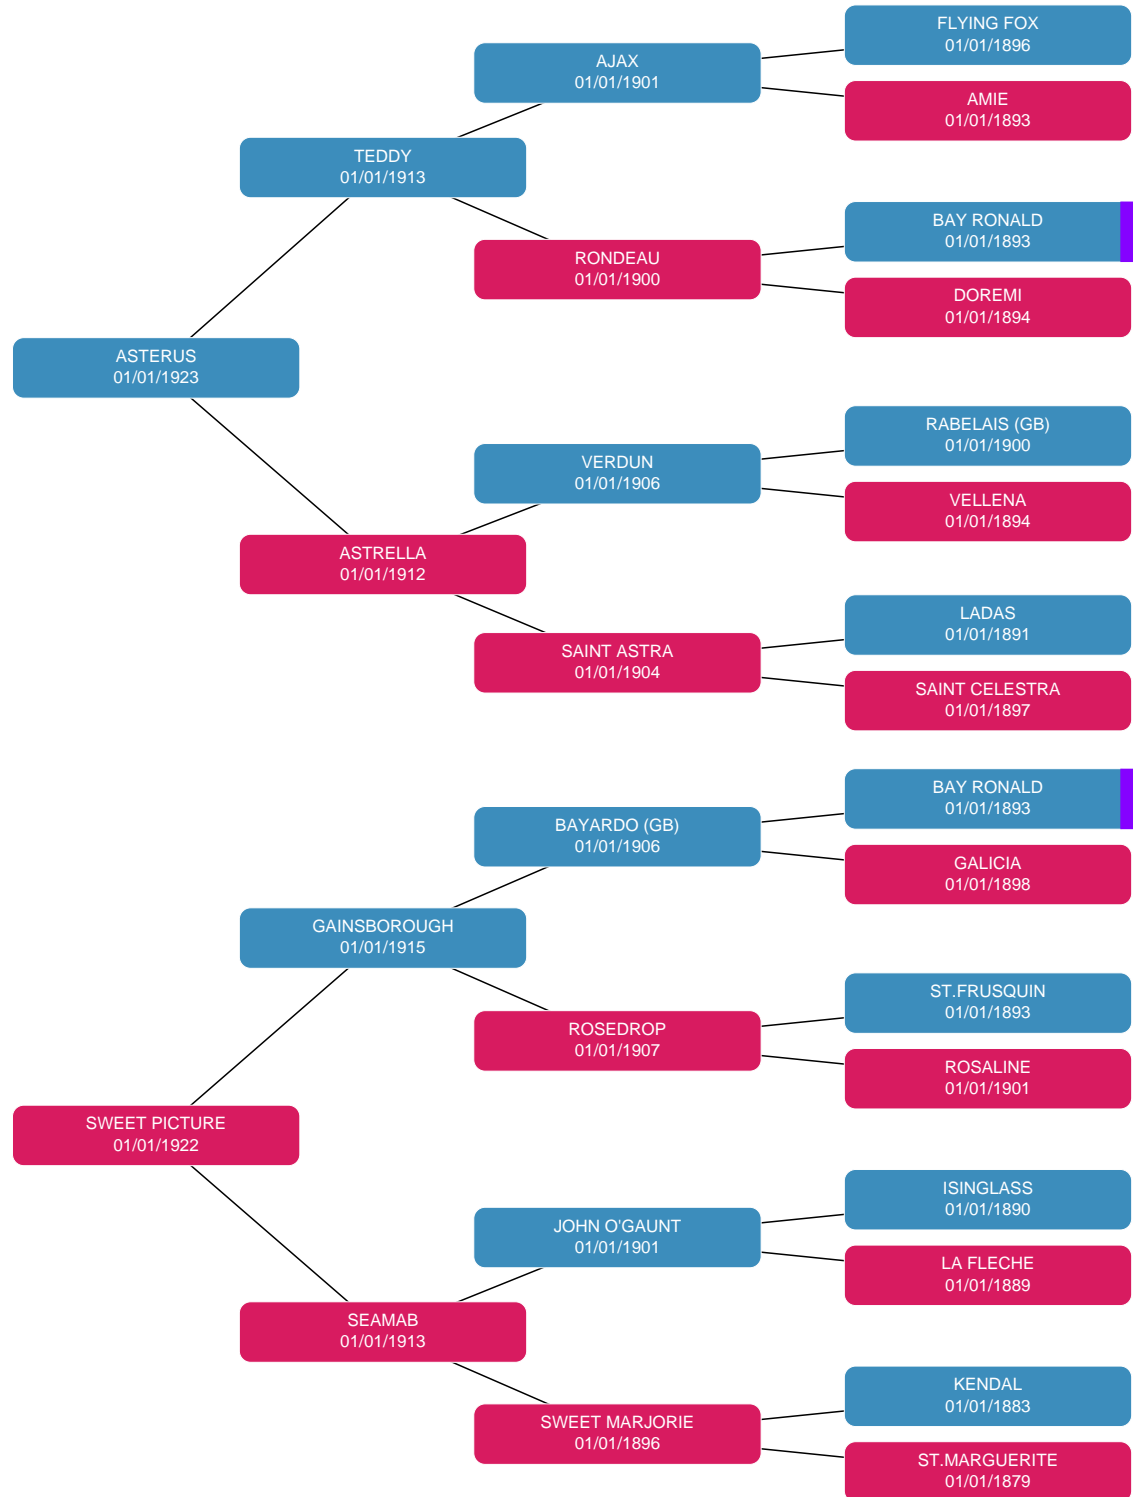 FLYING FOX
01/01/1896
AJAX
01/01/1901
AMIE
01/01/1893
TEDDY
01/01/1913
BAY RONALD
01/01/1893
RONDEAU
01/01/1900
DOREMI
01/01/1894
ASTERUS
01/01/1923
RABELAIS (GB)
01/01/1900
VERDUN
01/01/1906
VELLENA
01/01/1894
ASTRELLA
01/01/1912
LADAS
01/01/1891
SAINT ASTRA
01/01/1904
SAINT CELESTRA
01/01/1897
BAY RONALD
01/01/1893
BAYARDO (GB)
01/01/1906
GALICIA
01/01/1898
GAINSBOROUGH
01/01/1915
ST.FRUSQUIN
01/01/1893
ROSEDROP
01/01/1907
ROSALINE
01/01/1901
SWEET PICTURE
01/01/1922
ISINGLASS
01/01/1890
JOHN O'GAUNT
01/01/1901
LA FLECHE
01/01/1889
SEAMAB
01/01/1913
KENDAL
01/01/1883
SWEET MARJORIE
01/01/1896
ST.MARGUERITE
01/01/1879